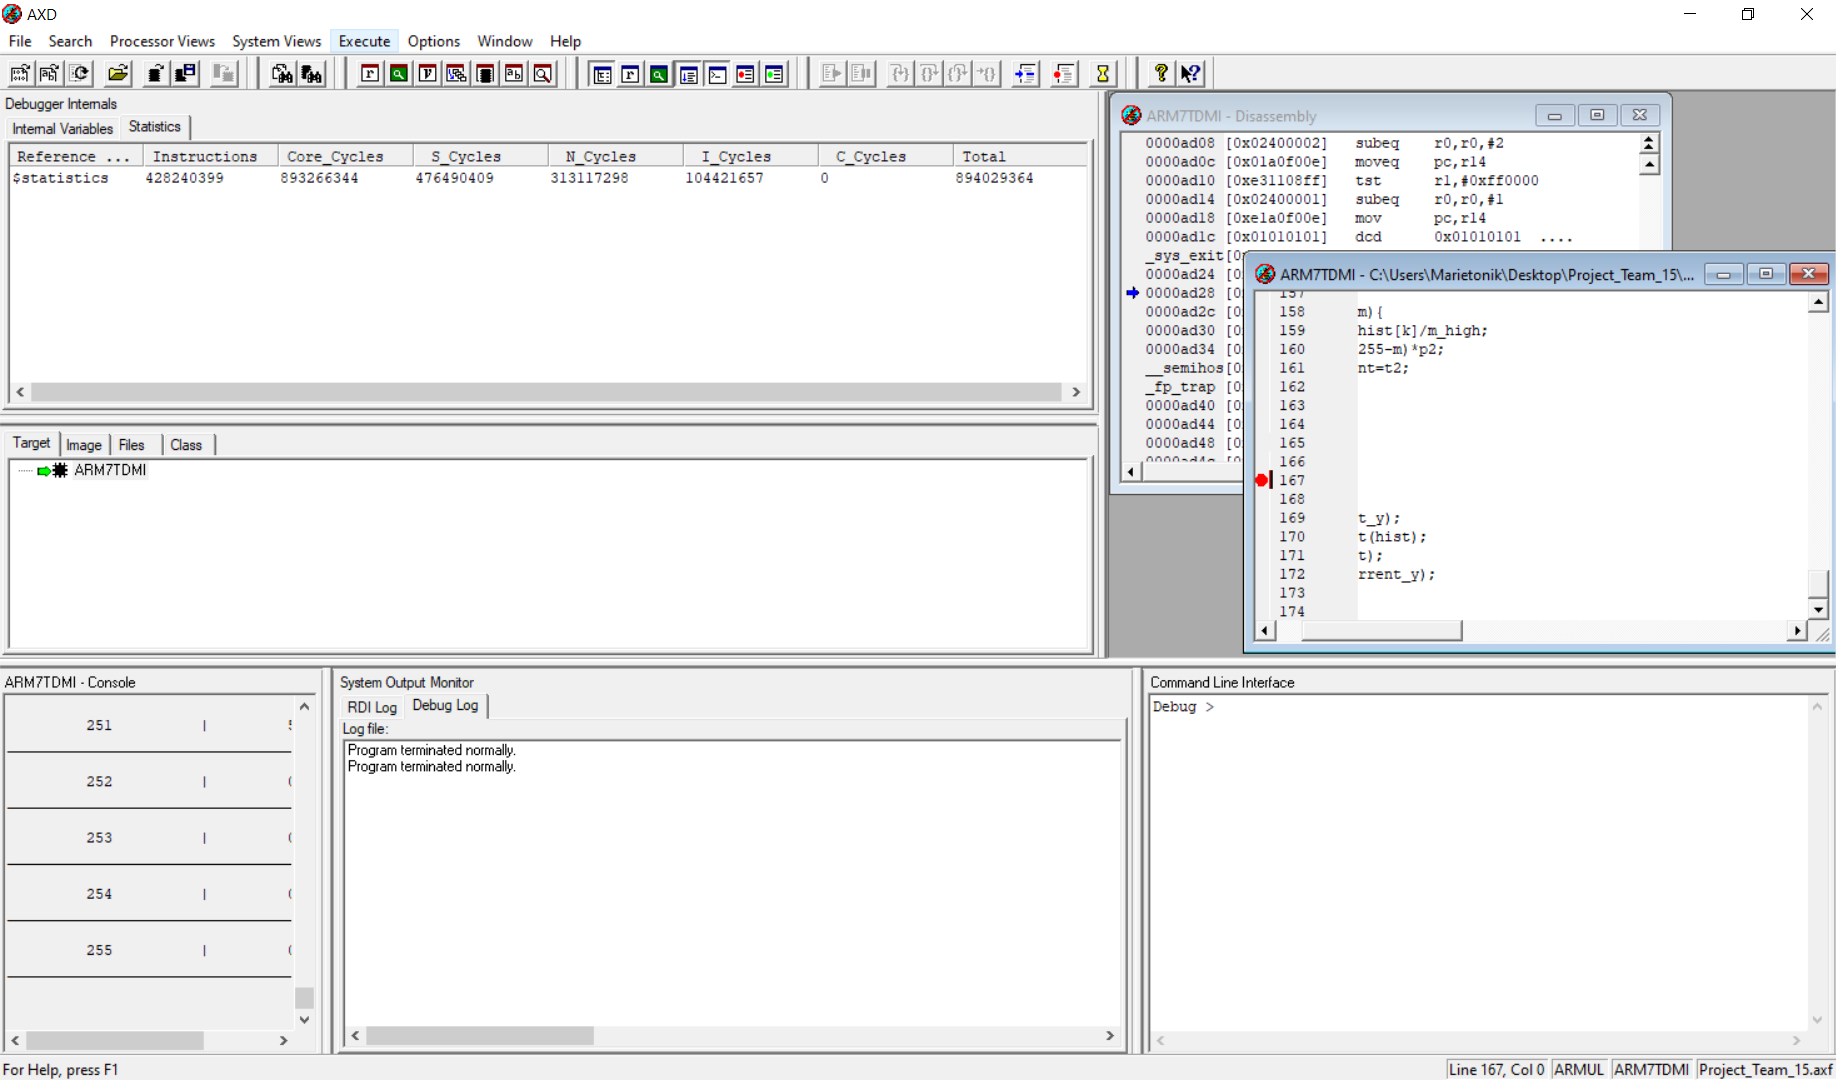 AXD
File Search Processor Views System Views Execute Options Window Help
Debugger Internals
Internal Variables Statistics
Reference ... Instructions Core_Cycles S_Cycles N_Cycles I_Cycles C_Cycles Total
$statistics 428240399 893266344 476490409 313117298 104421657 0 894029364
Target Image Files Class
ARM7TDMI
ARM7TDMI - Disassembly
0000ad08 [0x02400002] subeq r0,r0,#2
0000ad0c [0x01a0f00e] moveq pc,r14
0000ad10 [0xe31108ff] tst r1,#0xff0000
0000ad14 [0x02400001] subeq r0,r0,#1
0000ad18 [0xe1a0f00e] mov pc,r14
0000ad1c [0x01010101] dcd 0x01010101 ....
_sys_exit[0
0000ad24 [0
0000ad28 [0
0000ad2c [0
0000ad30 [0
0000ad34 [0
__semihos[0
_fp_trap [0
0000ad40 [0
0000ad44 [0
0000ad48 [0
0000ad4c [0
ARM7TDMI - C:\Users\Marietonik\Desktop\Project_Team_15\...
157
158 m){
159 hist[k]/m_high;
160 255-m)*p2;
161 nt=t2;
162
163
164
165
166
167
168
169 t_y);
170 t(hist);
171 t);
172 rrent_y);
173
174
ARM7TDMI - Console
251 |
252 |
253 |
254 |
255 |
System Output Monitor
RDI Log Debug Log
Log file:
Program terminated normally.
Program terminated normally.
Command Line Interface
Debug >
For Help, press F1
Line 167, Col 0 ARMUL ARM7TDMI Project_Team_15.axf